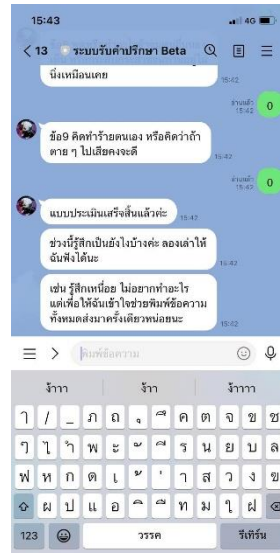 15:43
4G
13 ระบบรับคำปรึกษา Beta
นิ่งเหมือนเคย
15:42
อ่านแล้ว
15:42
0
ข้อ9 คิดทำร้ายตนเอง หรือคิดว่าถ้า
ตาย ๆ ไปเสียคงจะดี
15:42
อ่านแล้ว
15:42
0
แบบประเมินเสร็จสิ้นแล้วค่ะ
15:42
ช่วงนี้รู้สึกเป็นยังไงบ้างคะ ลองเล่าให้
ฉันฟังได้นะ
15:42
เช่น รู้สึกเหนื่อย ไม่อยากทำอะไร
แต่เพื่อให้ฉันเข้าใจช่วยพิมพ์ข้อความ
ทั้งหมดส่งมาครั้งเดียวหน่อยนะ
15:42
พิมพ์ข้อความ
ง้าาา ง้าา ง้าาาา
ๅ / _ ภ ถ ุ ึ ค ต จ ข ช
ๆ ไ ำ พ ะ ั ี ร น ย บ ล
ฟ ห ก ด เ ้ ่ า ส ว ง ข
ผ ป แ อ ิ ื ท ม ใ ฝ
123 วรรค รีเทิร์น